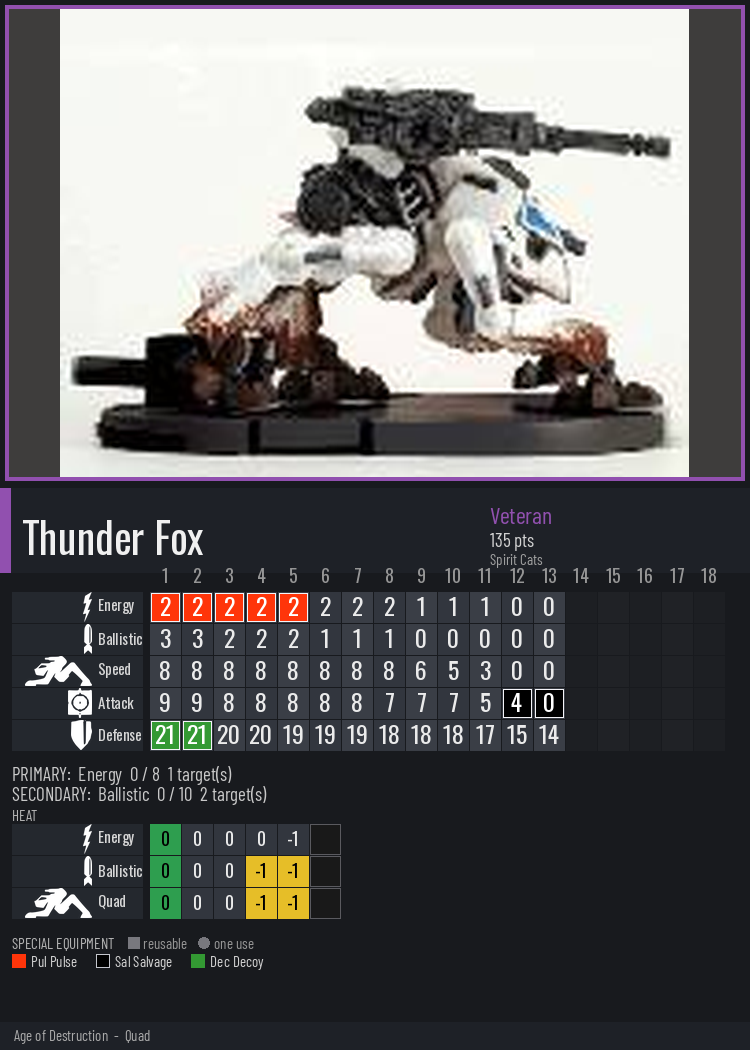 Thunder Fox
Veteran
135 pts
Spirit Cats
1 2 3 4 5 6 7 8 9 10 11 12 13 14 15 16 17 18
Energy 2 2 2 2 2 2 2 2 1 1 1 0 0
Ballistic 3 3 2 2 2 1 1 1 0 0 0 0 0
Speed 8 8 8 8 8 8 8 8 6 5 3 0 0
Attack 9 9 8 8 8 8 8 7 7 7 5 4 0
Defense 21 21 20 20 19 19 19 18 18 18 17 15 14
PRIMARY: Energy 0 / 8 1 target(s)
SECONDARY: Ballistic 0 / 10 2 target(s)
HEAT
Energy 0 0 0 0 -1
Ballistic 0 0 0 -1 -1
Quad 0 0 0 -1 -1
SPECIAL EQUIPMENT reusable one use
Pul Pulse Sal Salvage Dec Decoy
Age of Destruction - Quad